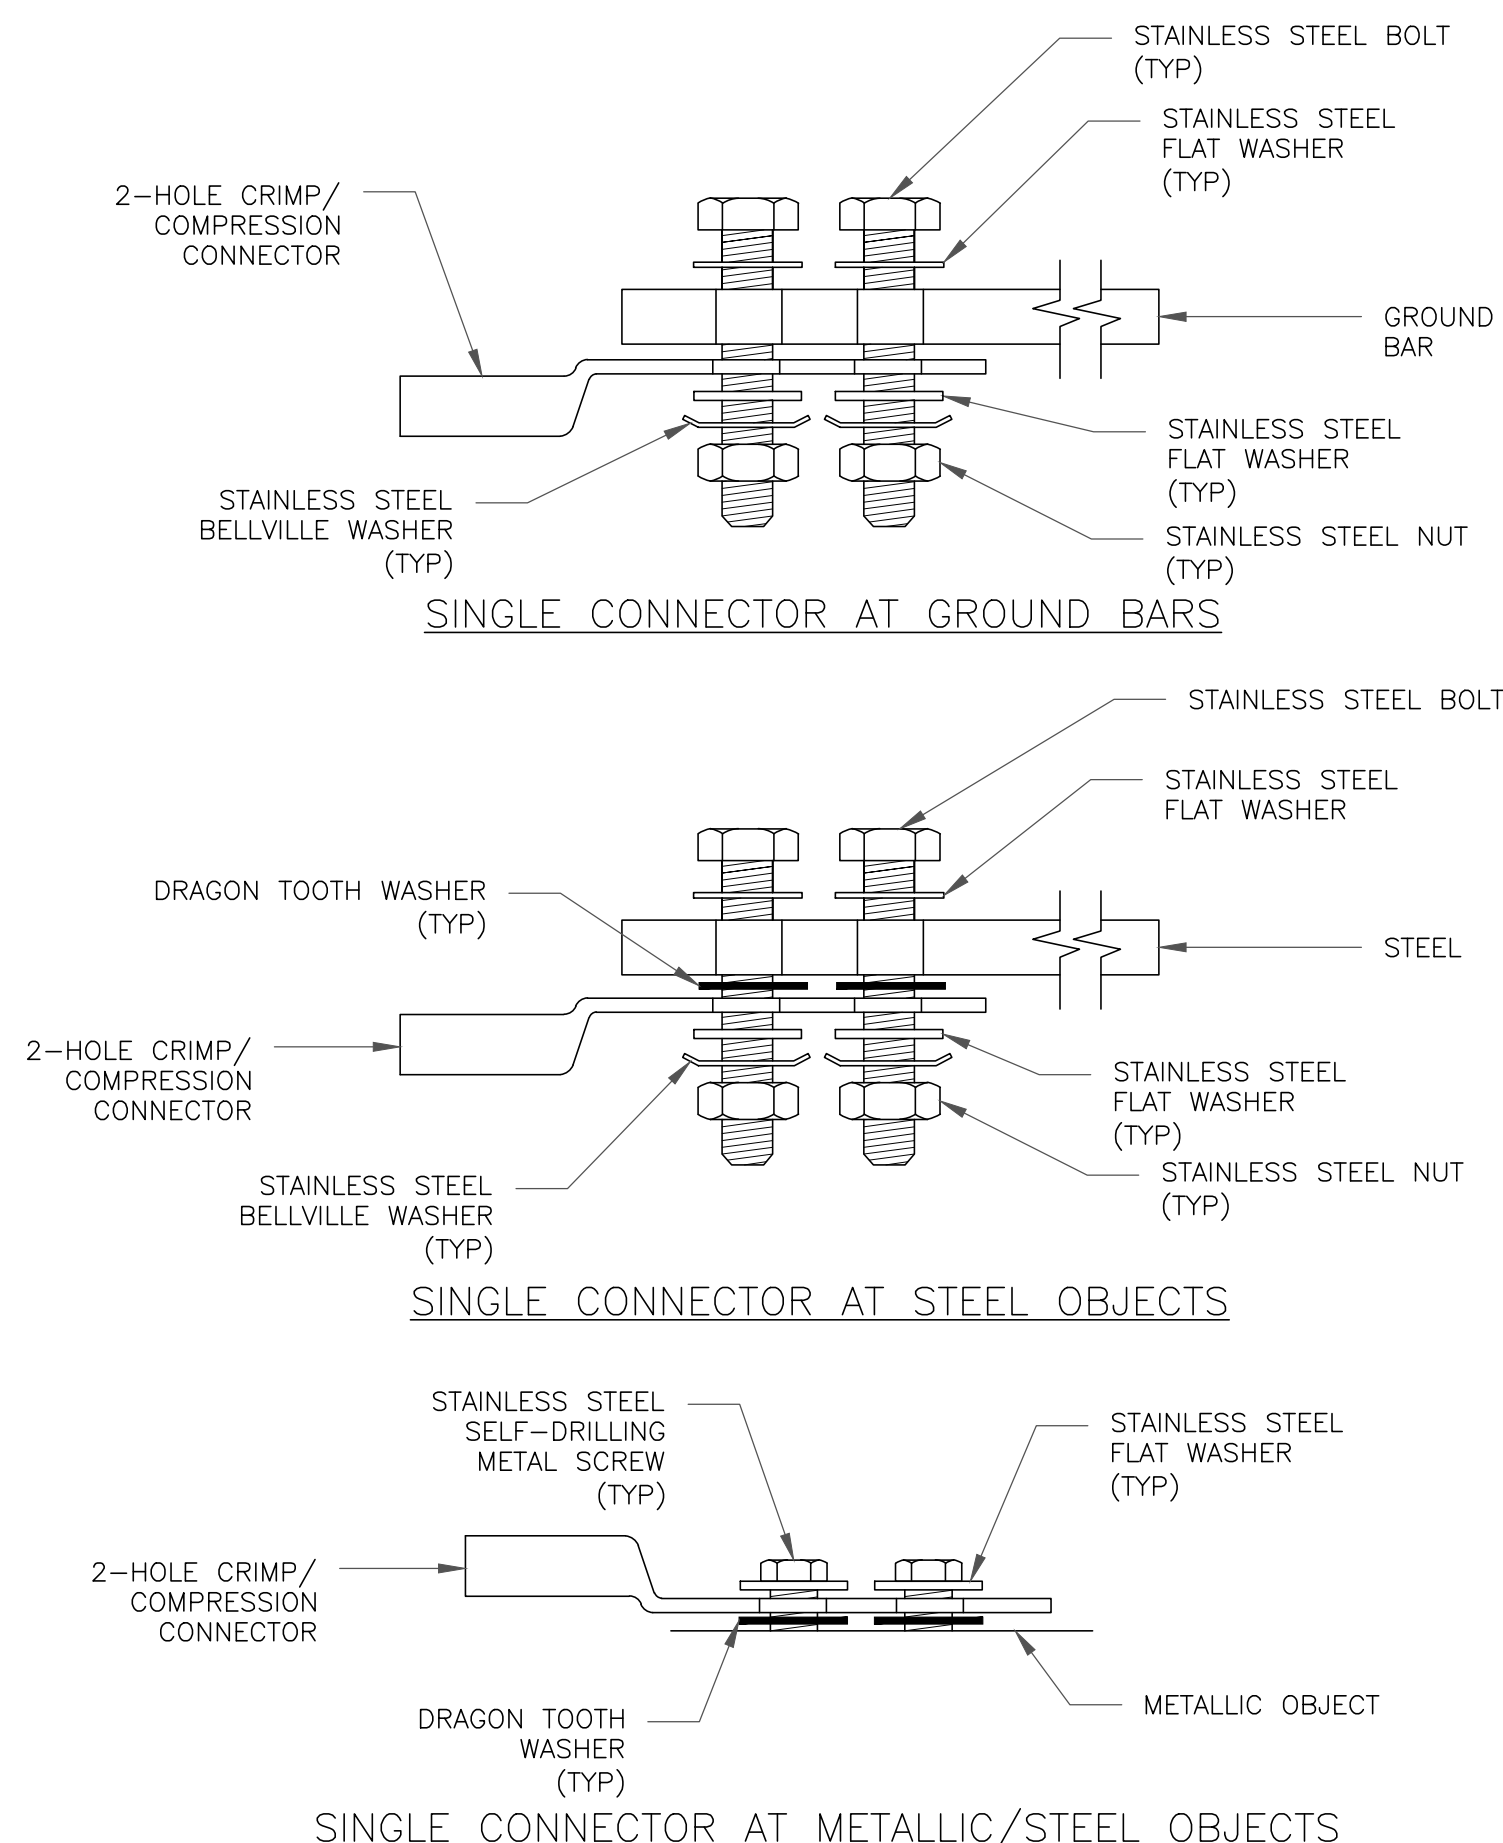 STAINLESS STEEL BOLT
(TYP)
STAINLESS STEEL
FLAT WASHER
(TYP)
2-HOLE CRIMP/
COMPRESSION
CONNECTOR
GROUND
BAR
STAINLESS STEEL
FLAT WASHER
(TYP)
STAINLESS STEEL
BELLVILLE WASHER
(TYP)
STAINLESS STEEL NUT
(TYP)
SINGLE CONNECTOR AT GROUND BARS
STAINLESS STEEL BOLT
STAINLESS STEEL
FLAT WASHER
DRAGON TOOTH WASHER
(TYP)
STEEL
2-HOLE CRIMP/
COMPRESSION
CONNECTOR
STAINLESS STEEL
FLAT WASHER
(TYP)
STAINLESS STEEL NUT
(TYP)
STAINLESS STEEL
BELLVILLE WASHER
(TYP)
SINGLE CONNECTOR AT STEEL OBJECTS
STAINLESS STEEL
SELF-DRILLING
METAL SCREW
(TYP)
STAINLESS STEEL
FLAT WASHER
(TYP)
2-HOLE CRIMP/
COMPRESSION
CONNECTOR
METALLIC OBJECT
DRAGON TOOTH
WASHER
(TYP)
SINGLE CONNECTOR AT METALLIC/STEEL OBJECTS